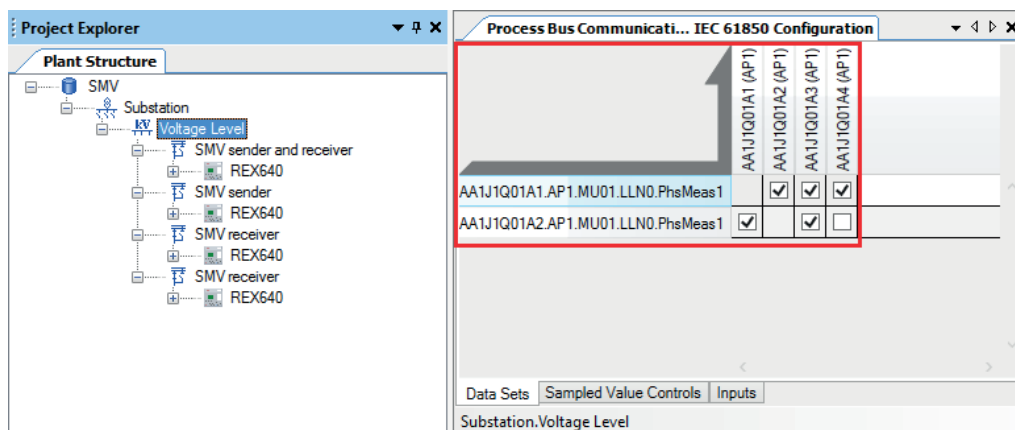 Project Explorer
Plant Structure
SMV
Substation
Voltage Level
SMV sender and receiver
REX640
SMV sender
REX640
SMV receiver
REX640
SMV receiver
REX640
Process Bus Communicati... IEC 61850 Configuration
AA1J1Q01A1 (AP1)
AA1J1Q01A2 (AP1)
AA1J1Q01A3 (AP1)
AA1J1Q01A4 (AP1)
AA1J1Q01A1.AP1.MU01.LLN0.PhsMeas1
AA1J1Q01A2.AP1.MU01.LLN0.PhsMeas1
Data Sets Sampled Value Controls Inputs
Substation.Voltage Level